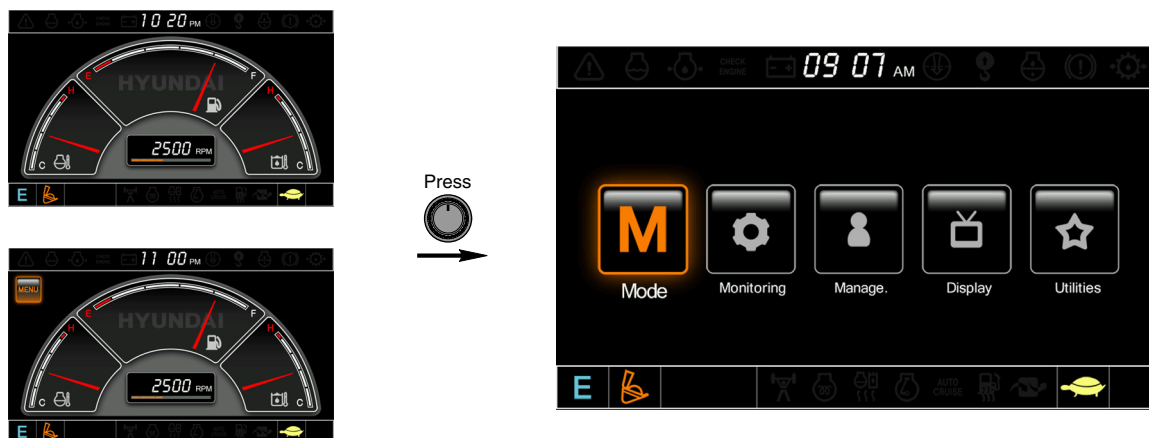 10 20 PM
E
F
HYUNDAI
H
H
2500 RPM
C
C
E
11 00 PM
MENU
E
F
HYUNDAI
H
H
2500 RPM
C
C
E
Press
CHECK
ENGINE
09 07 AM
M
Mode
Monitoring
Manage.
Display
Utilities
E
AUTO
CRUISE